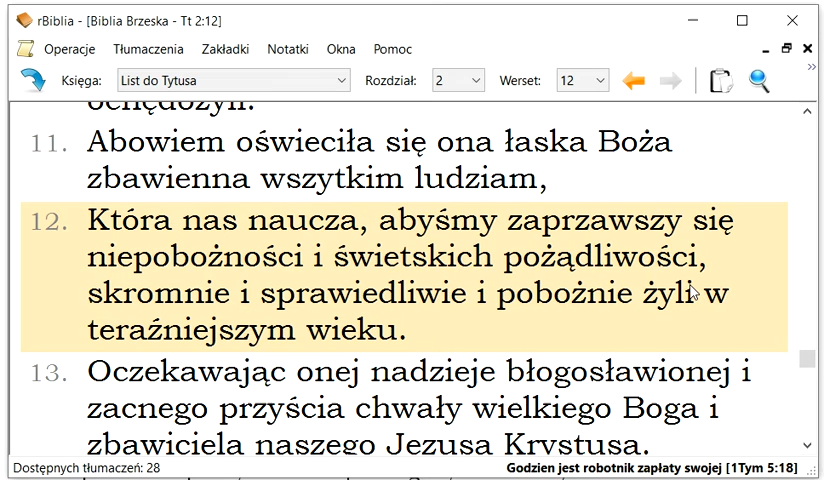 rBiblia - [Biblia Brzeska - Tt 2:12]
Operacje Tłumaczenia Zakładki Notatki Okna Pomoc
Księga: List do Tytusa Rozdział: 2 Werset: 12
ochędożył.
11. Abowiem oświeciła się ona łaska Boża
zbawienna wszytkim ludziam,
12. Która nas naucza, abyśmy zaprzawszy się
niepobożności i świetskich pożądliwości,
skromnie i sprawiedliwie i pobożnie żyli w
teraźniejszym wieku.
13. Oczekawając onej nadzieje błogosławionej i
zacnego przyścia chwały wielkiego Boga i
zbawiciela naszego Jezusa Krystusa.
Dostępnych tłumaczeń: 28 Godzien jest robotnik zapłaty swojej [1Tym 5:18]